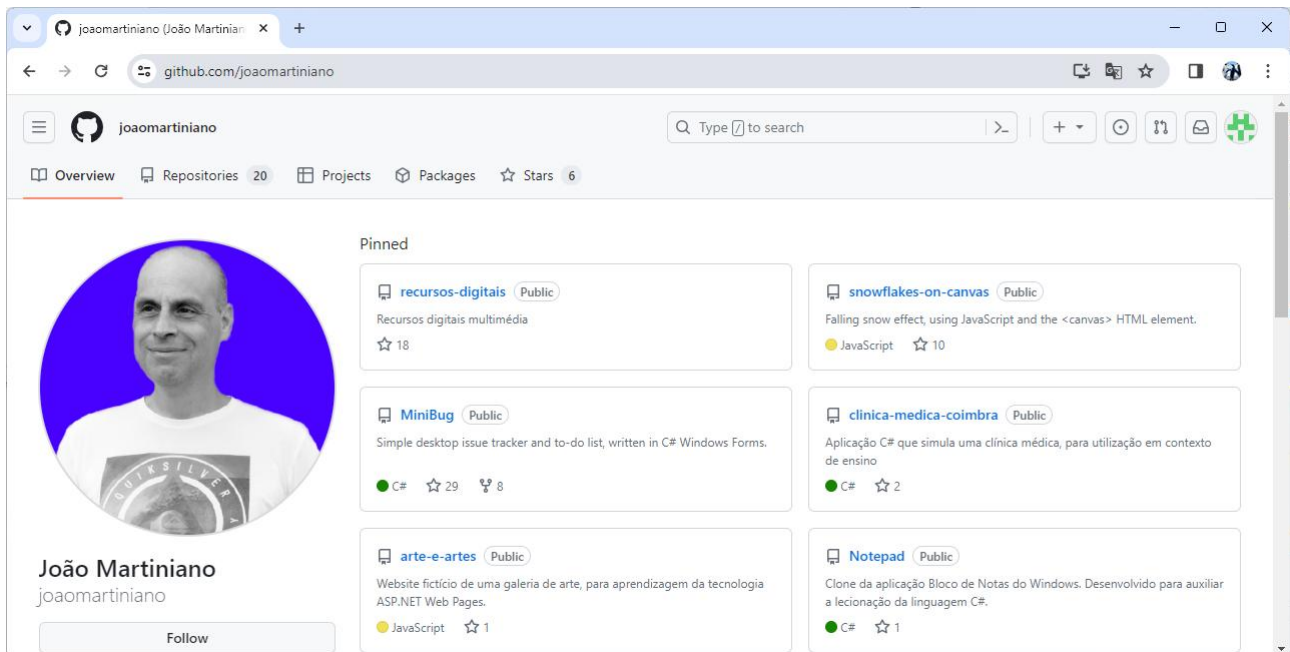 joaomartiniano (João Martinian
github.com/joaomartiniano
joaomartiniano
Type / to search
Overview Repositories 20 Projects Packages Stars 6
Pinned
recursos-digitais Public
Recursos digitais multimédia
18
snowflakes-on-canvas Public
Falling snow effect, using JavaScript and the <canvas> HTML element.
JavaScript 10
MiniBug Public
Simple desktop issue tracker and to-do list, written in C# Windows Forms.
C# 29 8
clinica-medica-coimbra Public
Aplicação C# que simula uma clínica médica, para utilização em contexto
de ensino
C# 2
arte-e-artes Public
Website fictício de uma galeria de arte, para aprendizagem da tecnologia
ASP.NET Web Pages.
JavaScript 1
Notepad Public
Clone da aplicação Bloco de Notas do Windows. Desenvolvido para auxiliar
a lecionação da linguagem C#.
C# 1
QUIKSILVER
João Martiniano
joaomartiniano
Follow